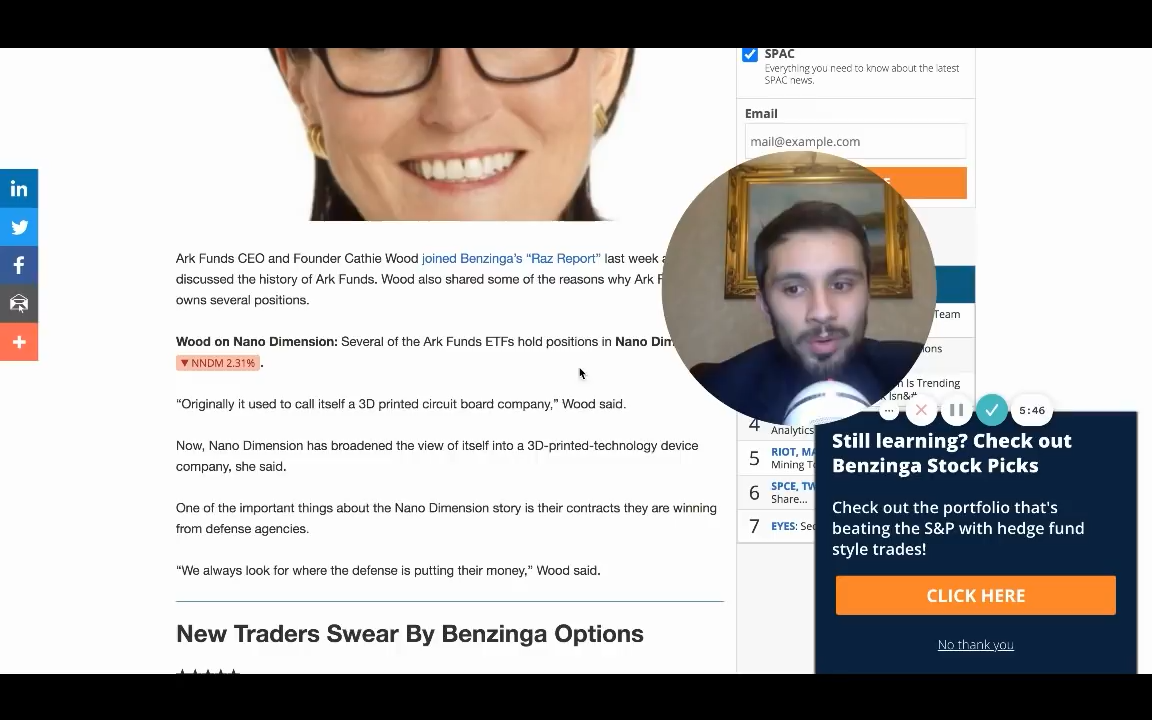 SPAC
Everything you need to know about the latest
SPAC news.
Email
mail@example.com
in
f
Ark Funds CEO and Founder Cathie Wood joined Benzinga’s “Raz Report” last week
discussed the history of Ark Funds. Wood also shared some of the reasons why Ark
owns several positions.
Team
Wood on Nano Dimension: Several of the Ark Funds ETFs hold positions in Nano
▼ NNDM 2.31% .
n Is Trending
“Originally it used to call itself a 3D printed circuit board company,” Wood said.
... 5:46
4
Analytics
Now, Nano Dimension has broadened the view of itself into a 3D-printed-technology device
company, she said.
5 RIOT,
Mining
6 SPCE,
Share...
7 EYES:
One of the important things about the Nano Dimension story is their contracts they are winning
from defense agencies.
“We always look for where the defense is putting their money,” Wood said.
Still learning? Check out
Benzinga Stock Picks
Check out the portfolio that's
beating the S&P with hedge fund
style trades!
CLICK HERE
No thank you
New Traders Swear By Benzinga Options